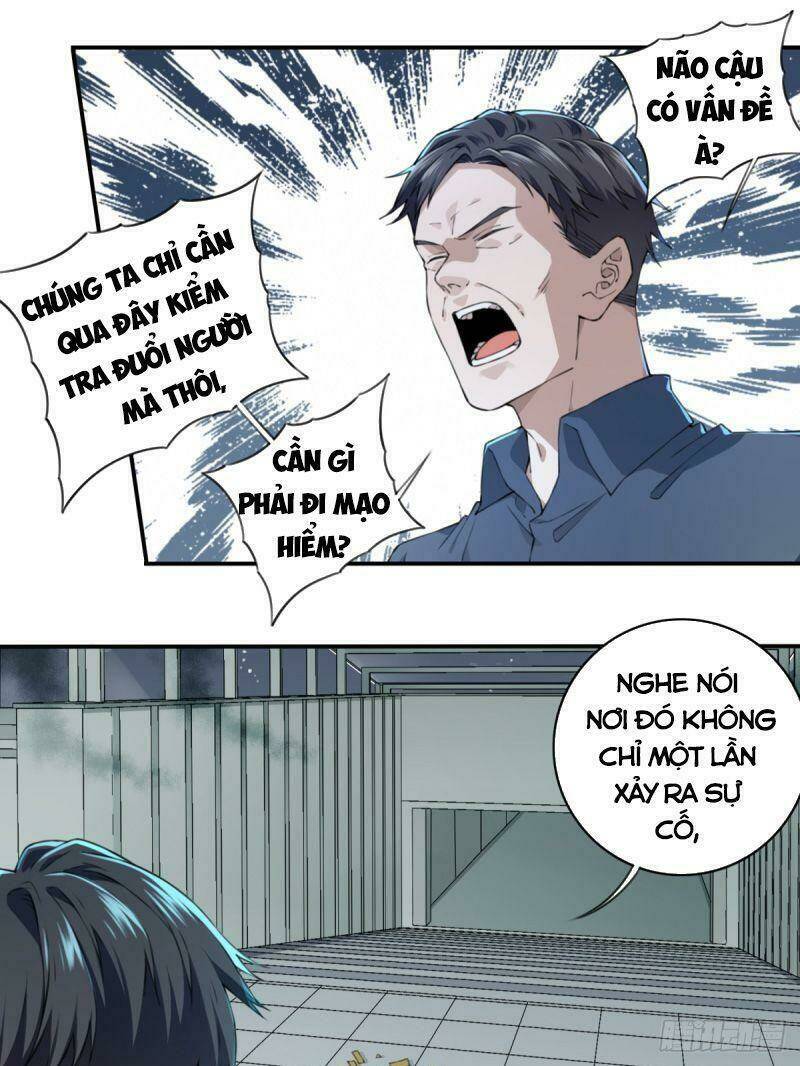 NÃO CẬU
CÓ VẤN ĐỀ
À?
CHÚNG TA CHỈ CẦN
QUA ĐÂY KIỂM
TRA ĐUỔI NGƯỜI
MÀ THÔI,
CẦN GÌ
PHẢI ĐI MẠO
HIỂM?
NGHE NÓI
NƠI ĐÓ KHÔNG
CHỈ MỘT LẦN
XẢY RA SỰ
CỐ,